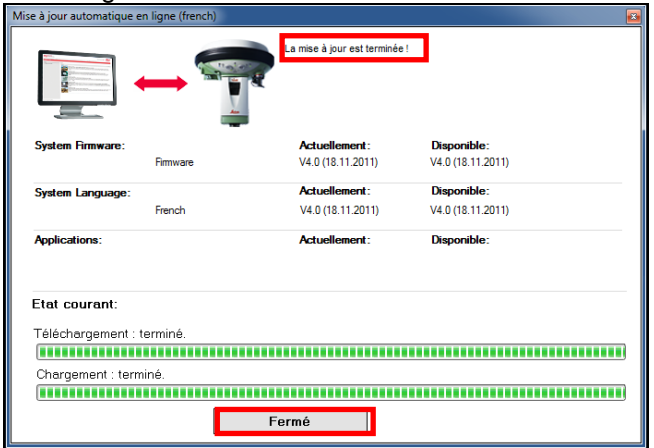 Mise à jour automatique en ligne (french)
La mise à jour est terminée !
System Firmware:
Actuellement:
Disponible:
Firmware
V4.0 (18.11.2011)
V4.0 (18.11.2011)
System Language:
Actuellement:
Disponible:
French
V4.0 (18.11.2011)
V4.0 (18.11.2011)
Applications:
Actuellement:
Disponible:
Etat courant:
Téléchargement : terminé.
Chargement : terminé.
Fermé